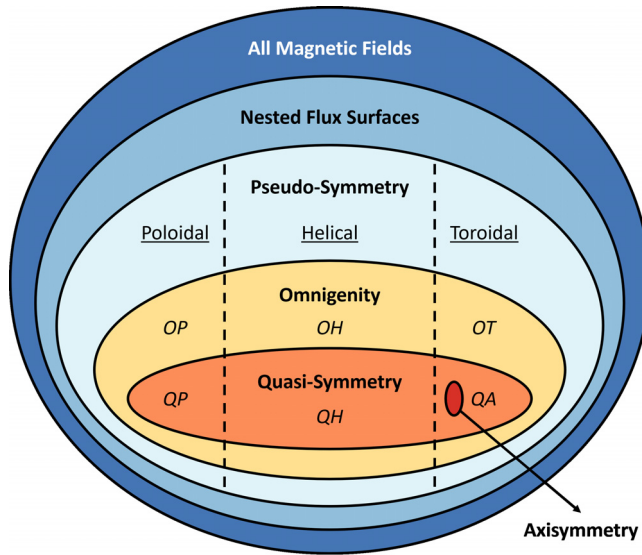 All Magnetic Fields
Nested Flux Surfaces
Pseudo-Symmetry
Poloidal Helical Toroidal
Omnigenity
OP OH OT
Quasi-Symmetry
QP QH QA
Axisymmetry